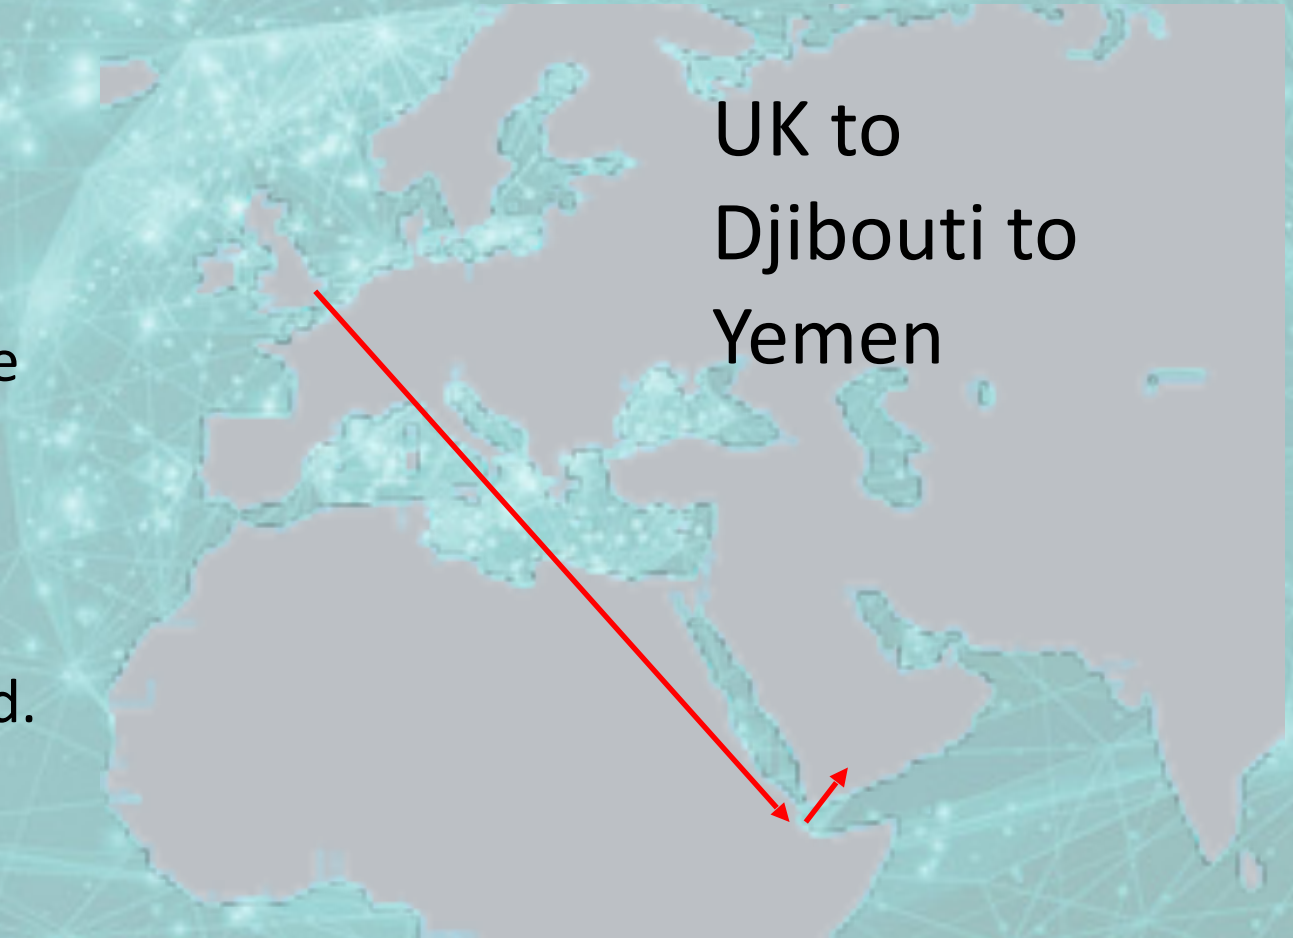 UK to
Djibouti to
Yemen
e
d.